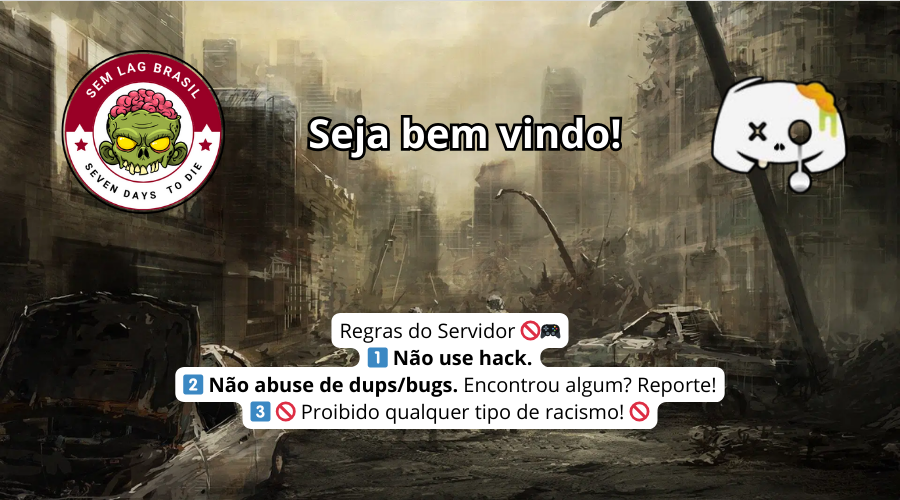 SEM LAG BRASIL
SEVEN DAYS TO DIE
Seja bem vindo!
Regras do Servidor 🚫🎮
1️⃣ Não use hack.
2️⃣ Não abuse de dups/bugs. Encontrou algum? Reporte!
3️⃣ 🚫 Proibido qualquer tipo de racismo! 🚫